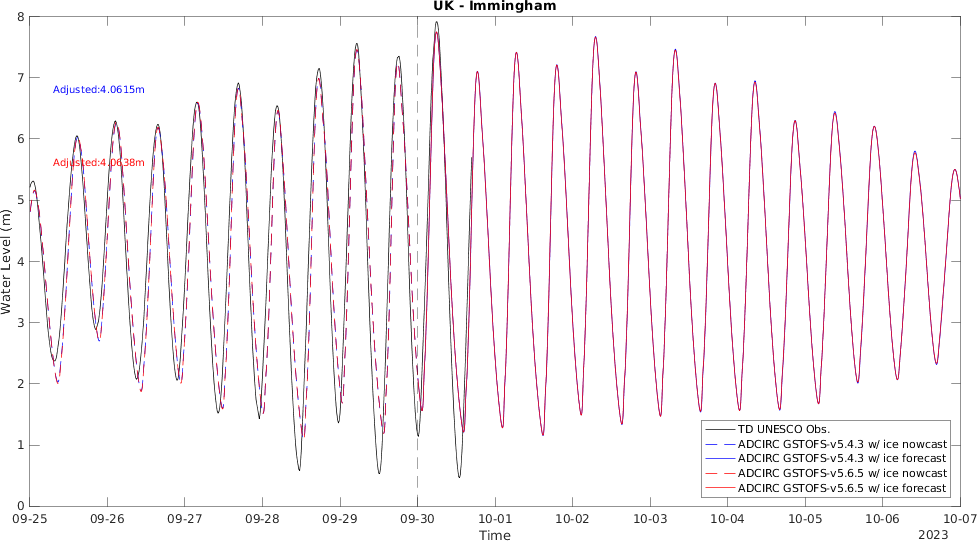 UK - Immingham
8
7
6
5
4
3
2
1
0
Water Level (m)
Adjusted:4.0615m
Adjusted:4.0638m
TD UNESCO Obs.
ADCIRC GSTOFS-v5.4.3 w/ ice nowcast
ADCIRC GSTOFS-v5.4.3 w/ ice forecast
ADCIRC GSTOFS-v5.6.5 w/ ice nowcast
ADCIRC GSTOFS-v5.6.5 w/ ice forecast
09-25 09-26 09-27 09-28 09-29 09-30 10-01 10-02 10-03 10-04 10-05 10-06 10-07
Time
2023